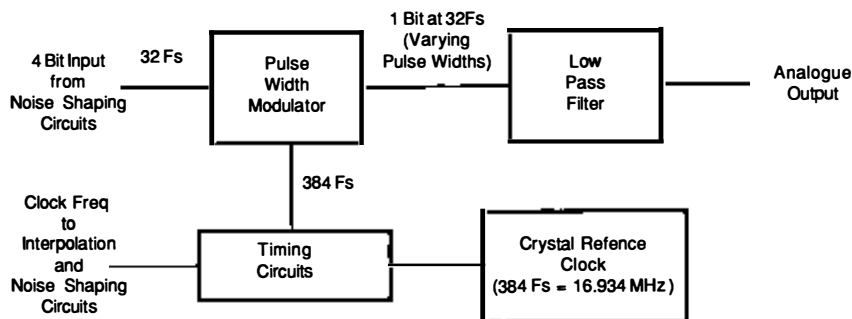 4 Bit Input
from
Noise Shaping
Circuits
32 Fs
Pulse
Width
Modulator
1 Bit at 32Fs
(Varying
Pulse Widths)
Low
Pass
Filter
Analogue
Output
384 Fs
Clock Freq
to
Interpolation
and
Noise Shaping
Circuits
Timing
Circuits
Crystal Refence
Clock
(384 Fs = 16.934 MHz)